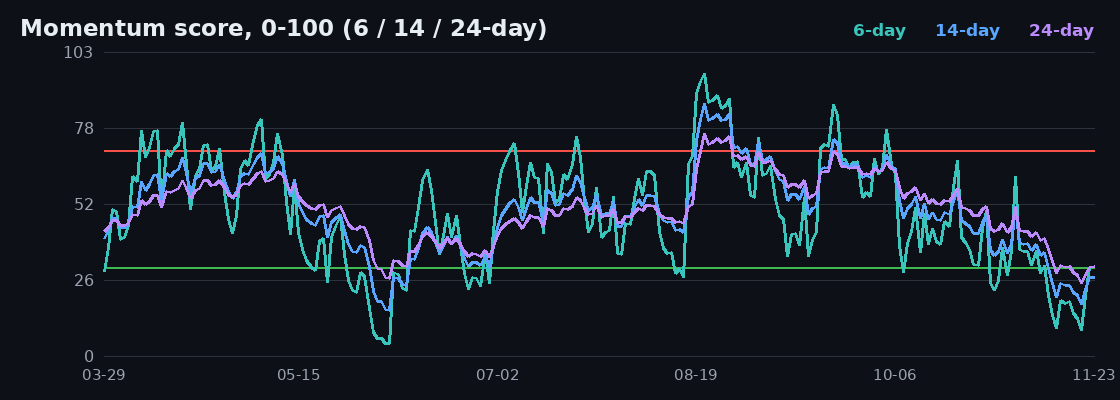 Momentum score, 0-100 (6 / 14 / 24-day)
6-day 14-day 24-day
103
78
52
26
0
03-29 05-15 07-02 08-19 10-06 11-23